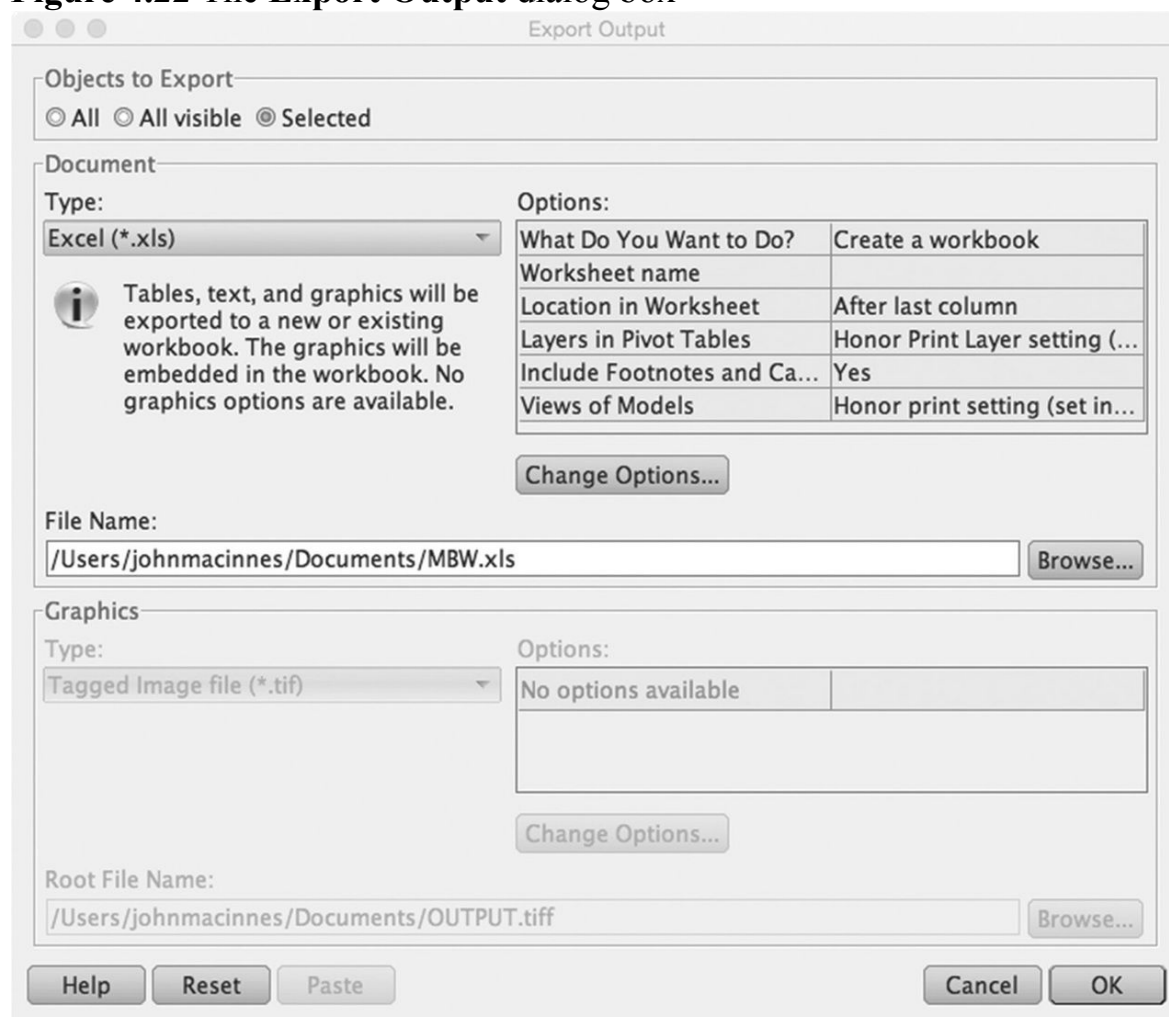 Figure 4.22 The Export Output dialog box
Export Output
Objects to Export
All All visible Selected
Document
Type:
Excel (*.xls)
Tables, text, and graphics will be
exported to a new or existing
workbook. The graphics will be
embedded in the workbook. No
graphics options are available.
Options:
What Do You Want to Do? Create a workbook
Worksheet name
Location in Worksheet After last column
Layers in Pivot Tables Honor Print Layer setting (...
Include Footnotes and Ca... Yes
Views of Models Honor print setting (set in...
Change Options...
File Name:
/Users/johnmacinnes/Documents/MBW.xls
Browse...
Graphics
Type:
Tagged Image file (*.tif)
Options:
No options available
Change Options...
Root File Name:
/Users/johnmacinnes/Documents/OUTPUT.tiff
Browse...
Help Reset Paste Cancel OK